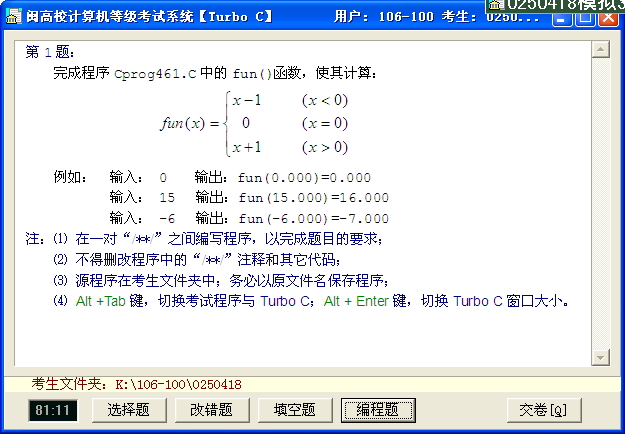 0250418模拟3
闽高校计算机等级考试系统【Turbo C】 用户: 106-100 考生: 0250...
第 1 题:
完成程序 Cprog461.C 中的 fun()函数, 使其计算:
x−1 (x < 0)
fun(x) = { 0 (x = 0)
x+1 (x > 0)
例如: 输入: 0 输出: fun(0.000)=0.000
输入: 15 输出: fun(15.000)=16.000
输入: -6 输出: fun(-6.000)=-7.000
注: ⑴ 在一对“/**/”之间编写程序, 以完成题目的要求;
⑵ 不得删改程序中的“/**/”注释和其它代码;
⑶ 源程序在考生文件夹中; 务必以原文件名保存程序;
⑷ Alt +Tab 键, 切换考试程序与 Turbo C; Alt + Enter 键, 切换 Turbo C 窗口大小。
考生文件夹: K:\106-100\0250418
81:11 选择题 改错题 填空题 编程题 交卷[Q]